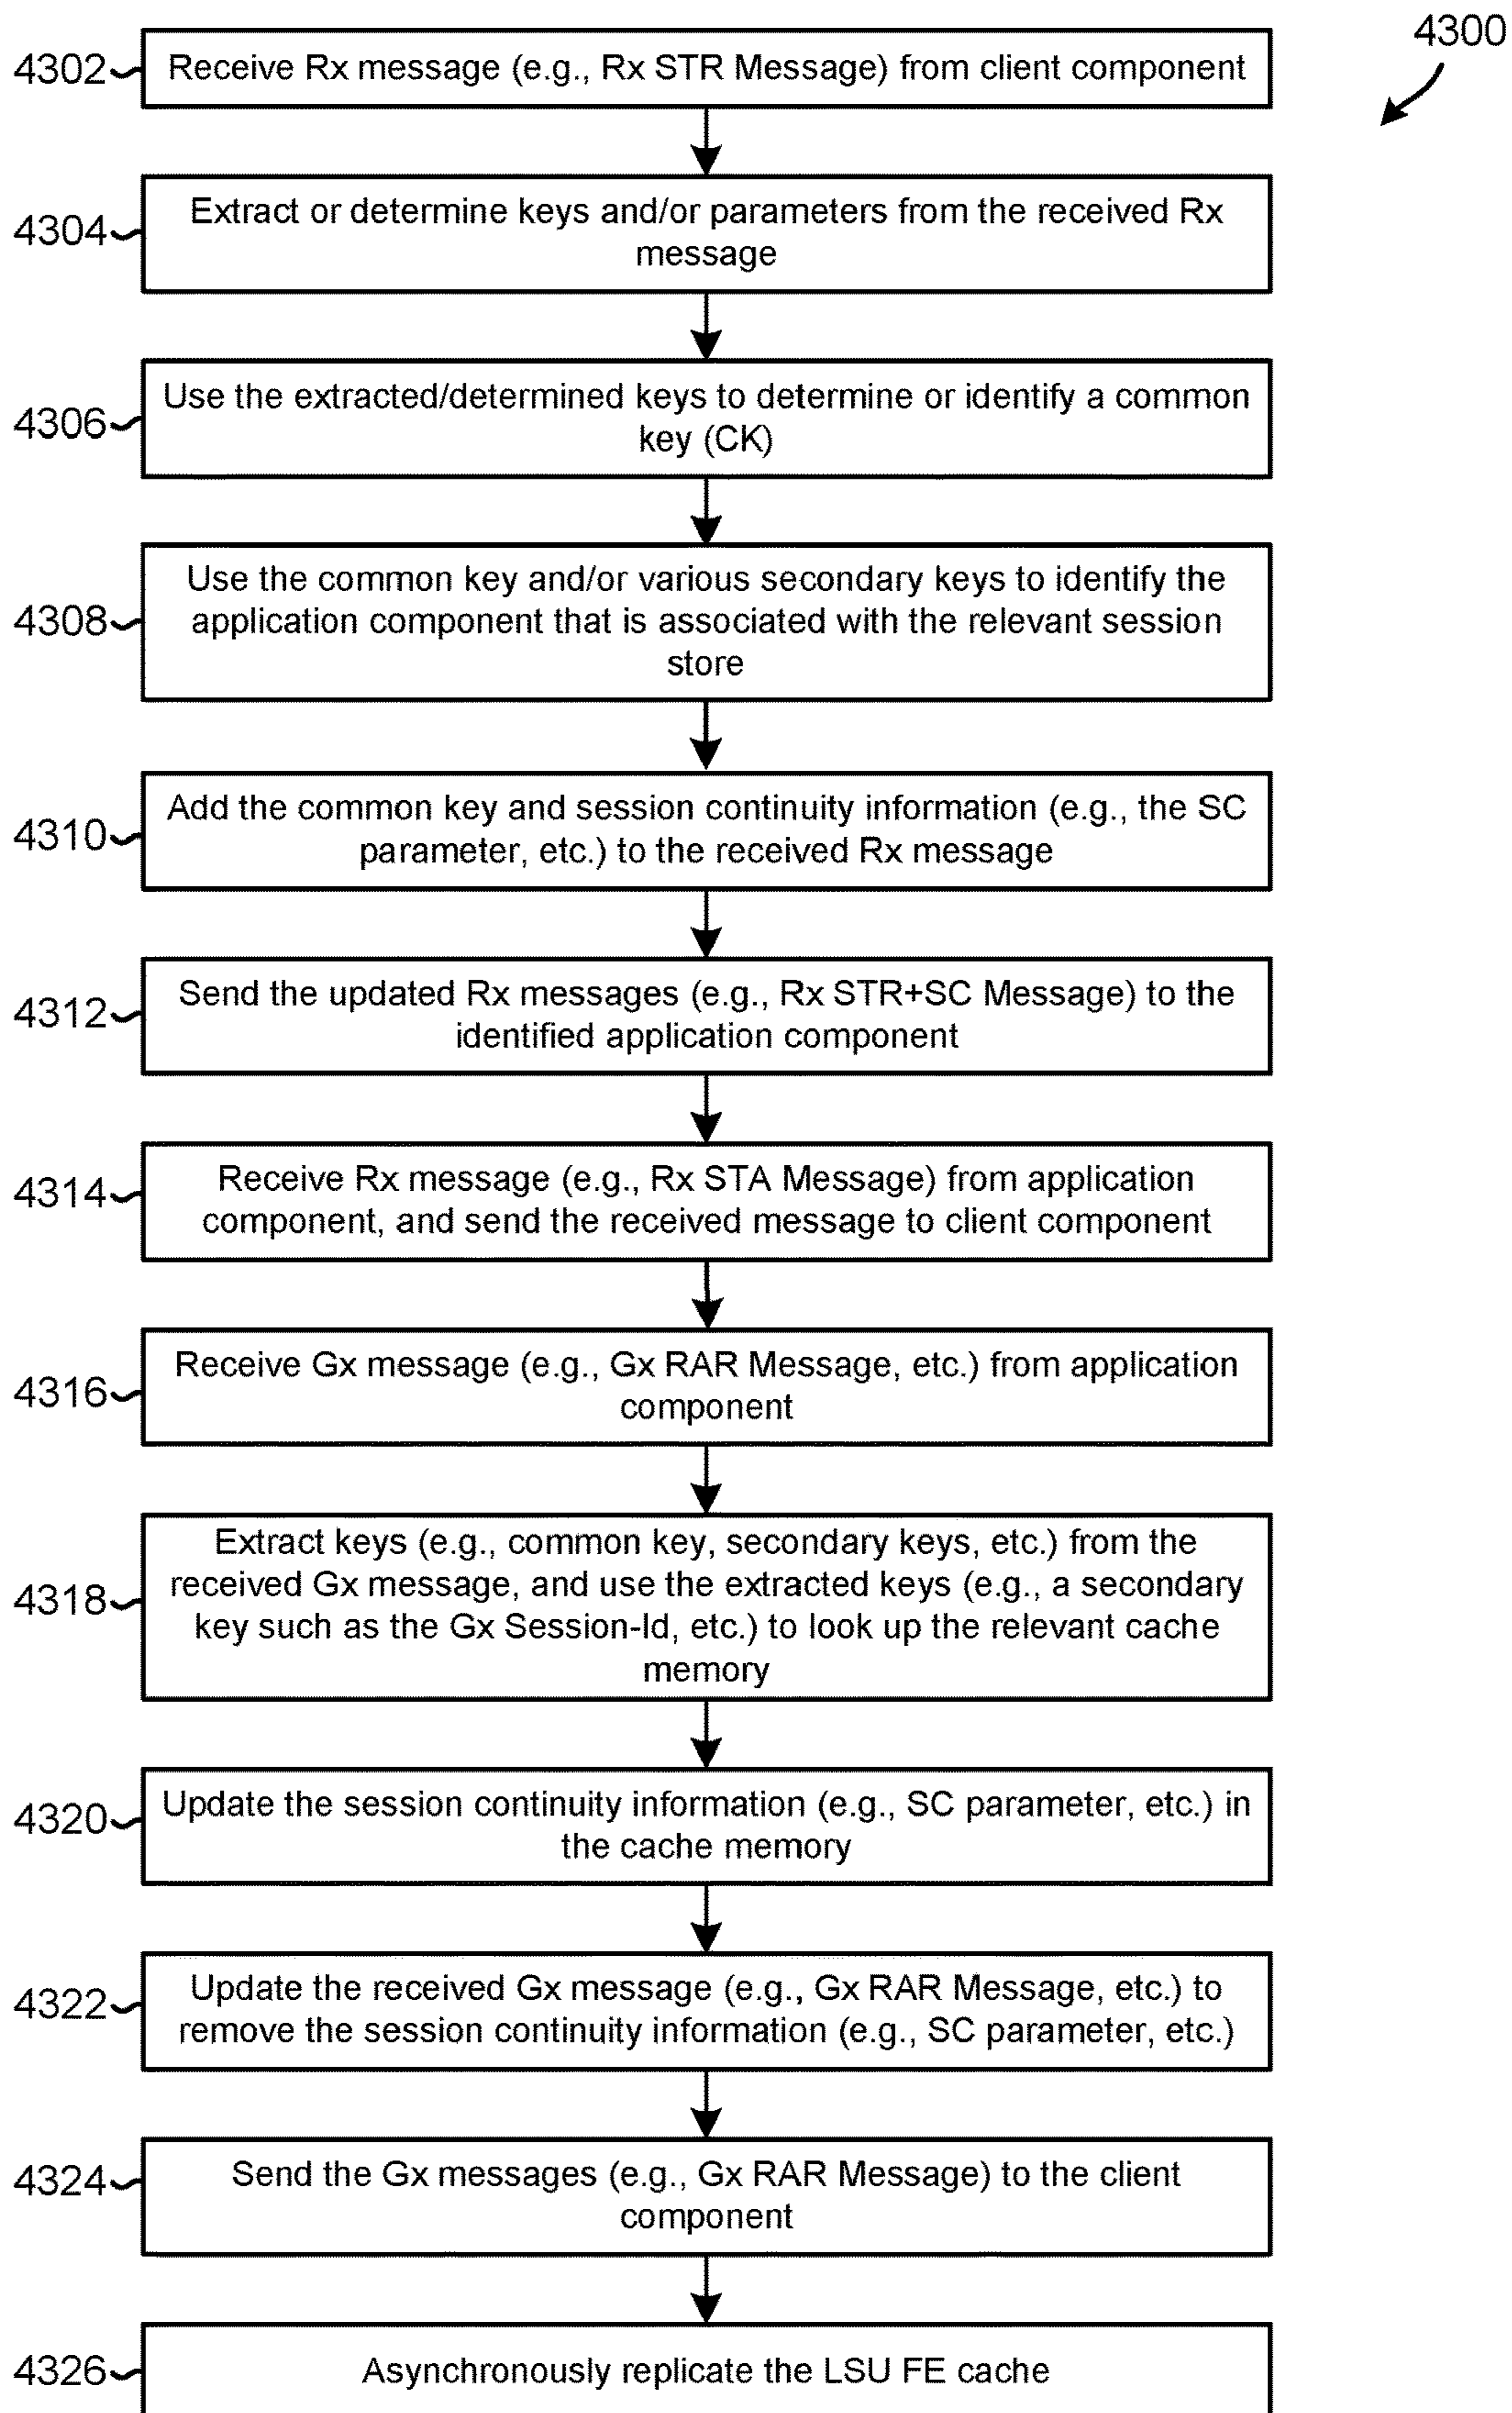 4300
4302
Receive Rx message (e.g., Rx STR Message) from client component
4304
Extract or determine keys and/or parameters from the received Rx
message
4306
Use the extracted/determined keys to determine or identify a common
key (CK)
4308
Use the common key and/or various secondary keys to identify the
application component that is associated with the relevant session
store
4310
Add the common key and session continuity information (e.g., the SC
parameter, etc.) to the received Rx message
4312
Send the updated Rx messages (e.g., Rx STR+SC Message) to the
identified application component
4314
Receive Rx message (e.g., Rx STA Message) from application
component, and send the received message to client component
4316
Receive Gx message (e.g., Gx RAR Message, etc.) from application
component
4318
Extract keys (e.g., common key, secondary keys, etc.) from the
received Gx message, and use the extracted keys (e.g., a secondary
key such as the Gx Session-Id, etc.) to look up the relevant cache
memory
4320
Update the session continuity information (e.g., SC parameter, etc.) in
the cache memory
4322
Update the received Gx message (e.g., Gx RAR Message, etc.) to
remove the session continuity information (e.g., SC parameter, etc.)
4324
Send the Gx messages (e.g., Gx RAR Message) to the client
component
4326
Asynchronously replicate the LSU FE cache